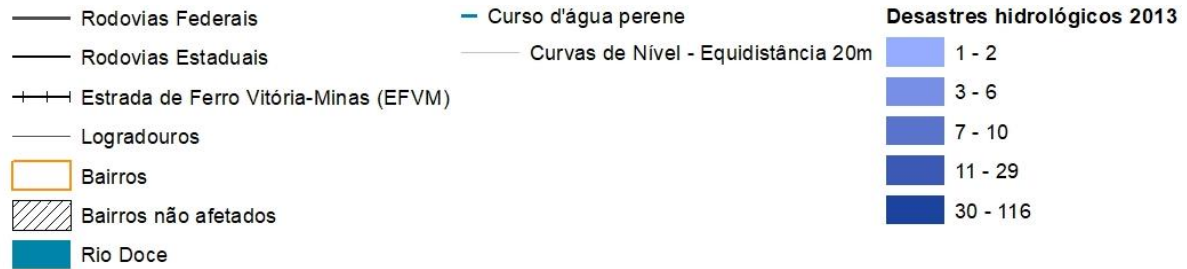 Rodovias Federais
Rodovias Estaduais
Estrada de Ferro Vitória-Minas (EFVM)
Logradouros
Bairros
Bairros não afetados
Rio Doce
Curso d'água perene
Curvas de Nível - Equidistância 20m
Desastres hidrológicos 2013
1 - 2
3 - 6
7 - 10
11 - 29
30 - 116